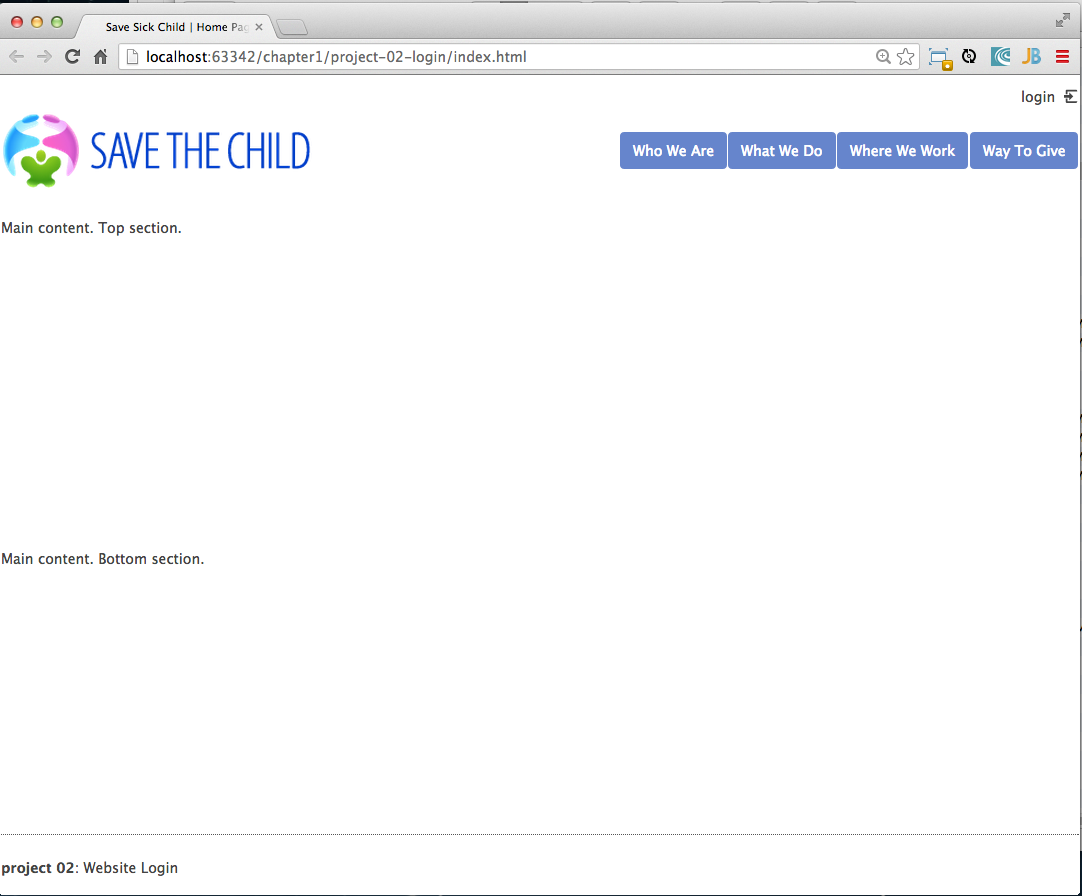 Save Sick Child | Home Pag
localhost:63342/chapter1/project-02-login/index.html
JB
login
SAVE THE CHILD
Who We Are What We Do Where We Work Way To Give
Main content. Top section.
Main content. Bottom section.
project 02: Website Login